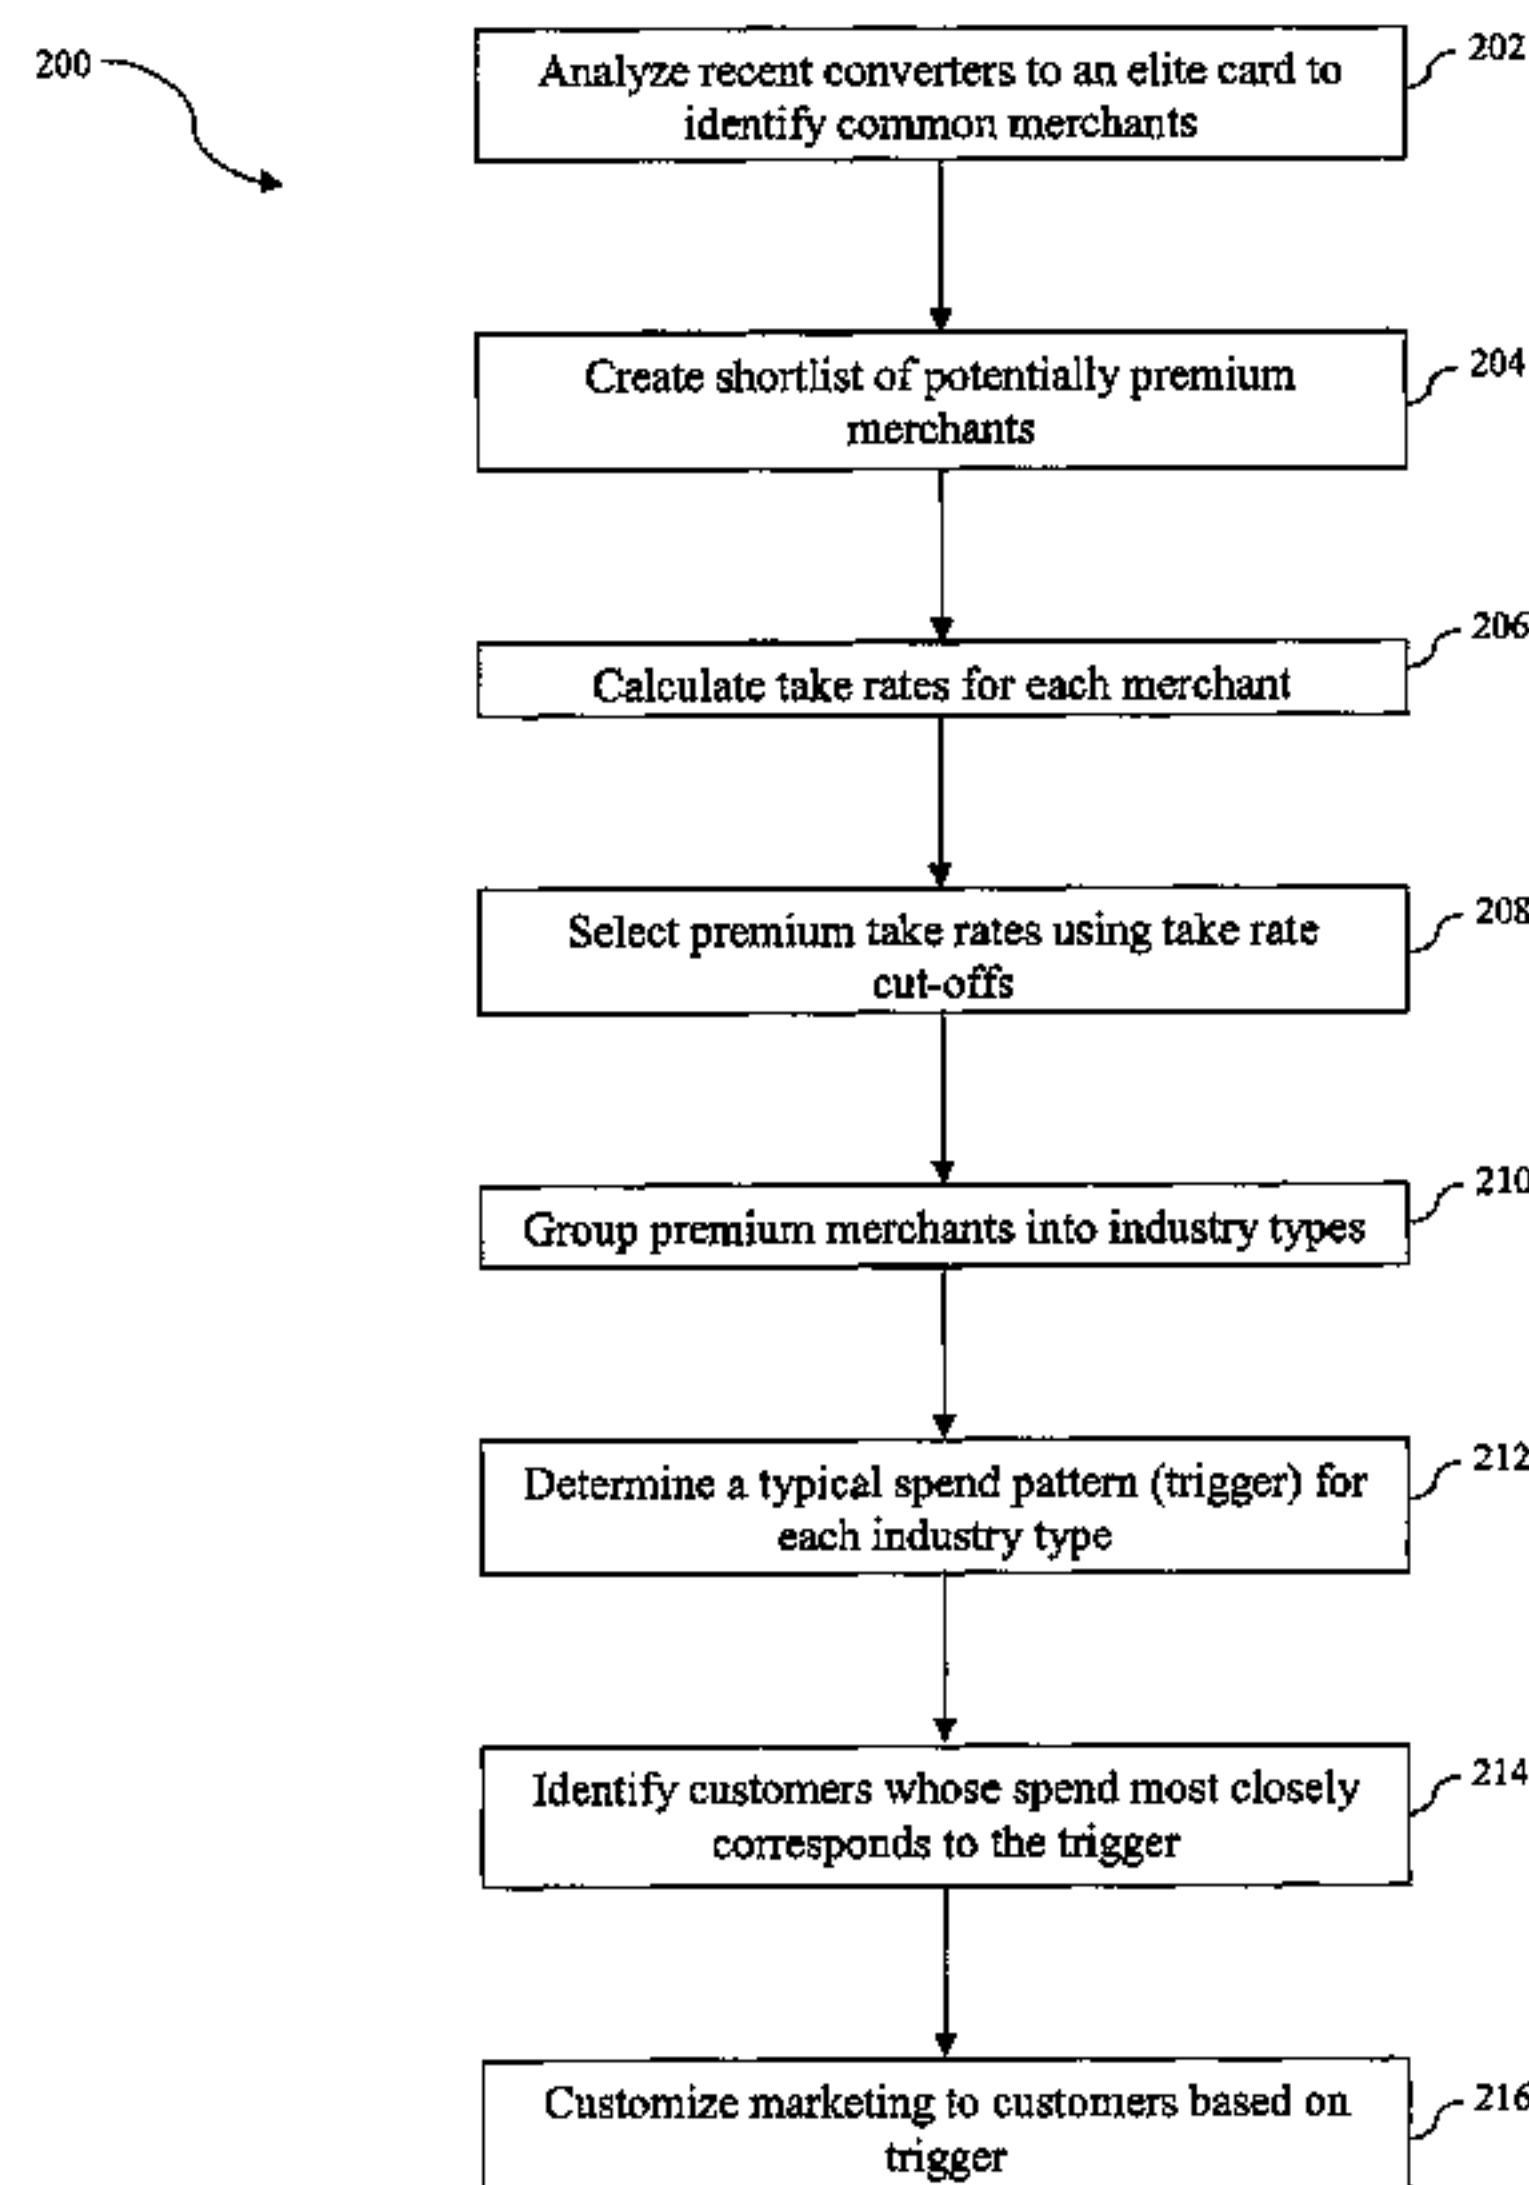 200
Analyze recent converters to an elite card to
identify common merchants
202
Create shortlist of potentially premium
merchants
204
Calculate take rates for each merchant
206
Select premium take rates using take rate
cut-offs
208
Group premium merchants into industry types
210
Determine a typical spend pattern (trigger) for
each industry type
212
Identify customers whose spend most closely
corresponds to the trigger
214
Customize marketing to customers based on
trigger
216